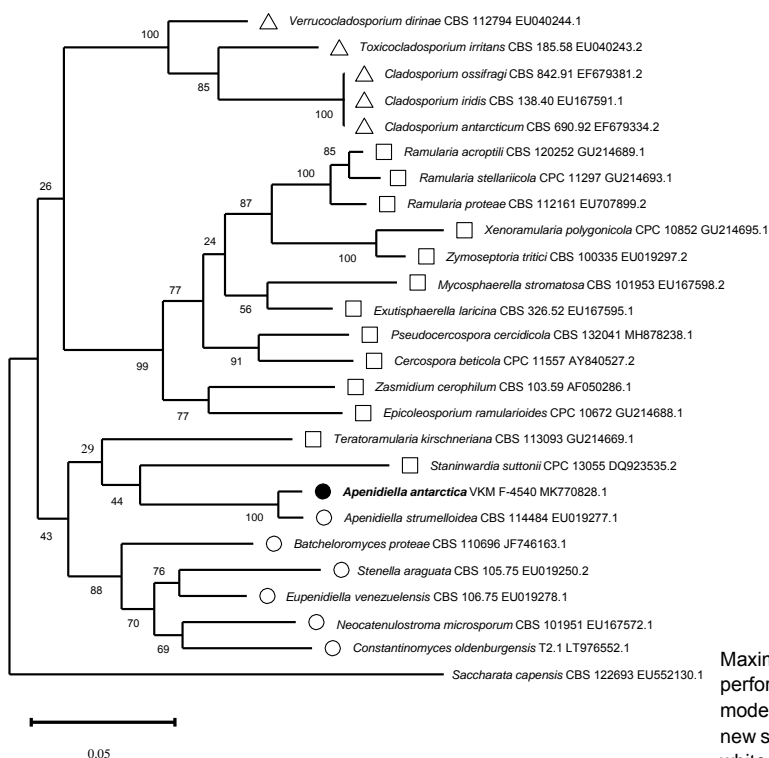 100
Verrucocladosporium dirinae CBS 112794 EU040244.1
Toxicocladosporium irritans CBS 185.58 EU040243.2
85
Cladosporium ossifragi CBS 842.91 EF679381.2
Cladosporium iridis CBS 138.40 EU167591.1
100
Cladosporium antarcticum CBS 690.92 EF679334.2
85
Ramularia acroptili CBS 120252 GU214689.1
100
Ramularia stellariicola CPC 11297 GU214693.1
26
87
Ramularia proteae CBS 112161 EU707899.2
Xenoramularia polygonicola CPC 10852 GU214695.1
24
100
Zymoseptoria tritici CBS 100335 EU019297.2
Mycosphaerella stromatosa CBS 101953 EU167598.2
77
56
Exutisphaerella laricina CBS 326.52 EU167595.1
Pseudocercospora cercidicola CBS 132041 MH878238.1
91
Cercospora beticola CPC 11557 AY840527.2
99
Zasmidium cerophilum CBS 103.59 AF050286.1
77
Epicoleosporium ramularioides CPC 10672 GU214688.1
29
Teratoramularia kirschneriana CBS 113093 GU214669.1
Staninwardia suttonii CPC 13055 DQ923535.2
44
Apenidiella antarctica VKM F-4540 MK770828.1
100
Apenidiella strumelloidea CBS 114484 EU019277.1
43
Batcheloromyces proteae CBS 110696 JF746163.1
76
Stenella araguata CBS 105.75 EU019250.2
88
Eupenidiella venezuelensis CBS 106.75 EU019278.1
70
Neocatenulostroma microsporum CBS 101951 EU167572.1
69
Constantinomyces oldenburgensis T2.1 LT976552.1
Saccharata capensis CBS 122693 EU552130.1
0.05
Maxim
perfor
mode
new s